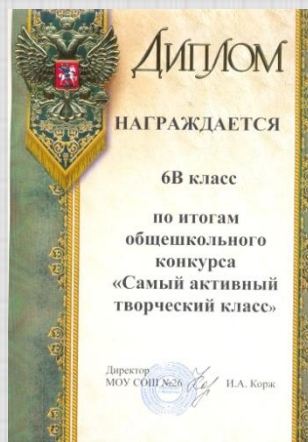 ДИПЛОМ
НАГРАЖДАЕТСЯ
6В класс
по итогам
общешкольного
конкурса
«Самый активный
творческий класс»
Директор
МОУ СОШ №26 И.А. Корж